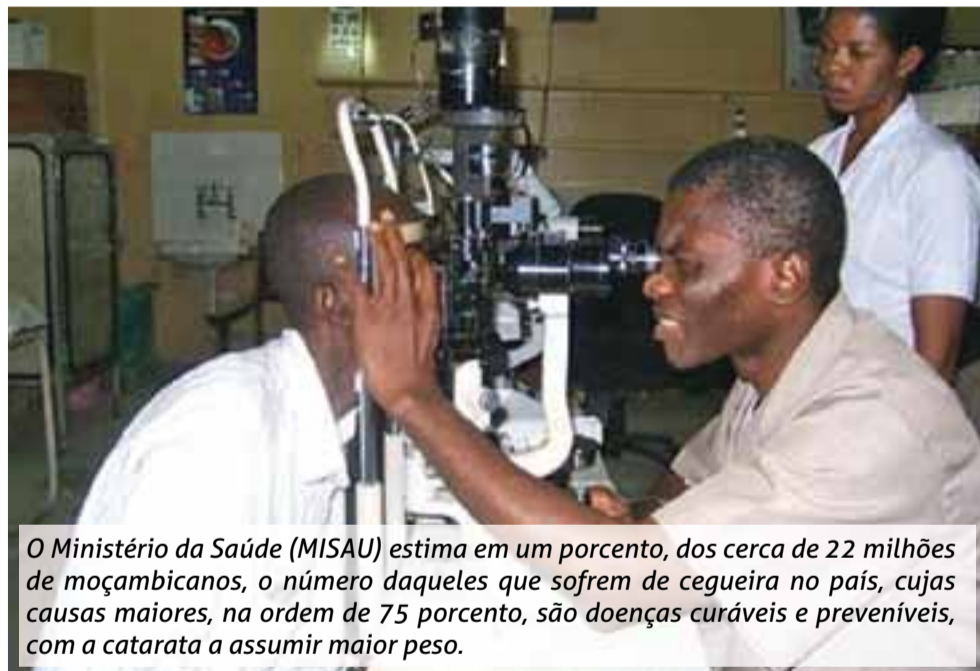 O Ministério da Saúde (MISAU) estima em um porcento, dos cerca de 22 milhões
de moçambicanos, o número daqueles que sofrem de cegueira no país, cujas
causas maiores, na ordem de 75 porcento, são doenças curáveis e preveníveis,
com a catarata a assumir maior peso.